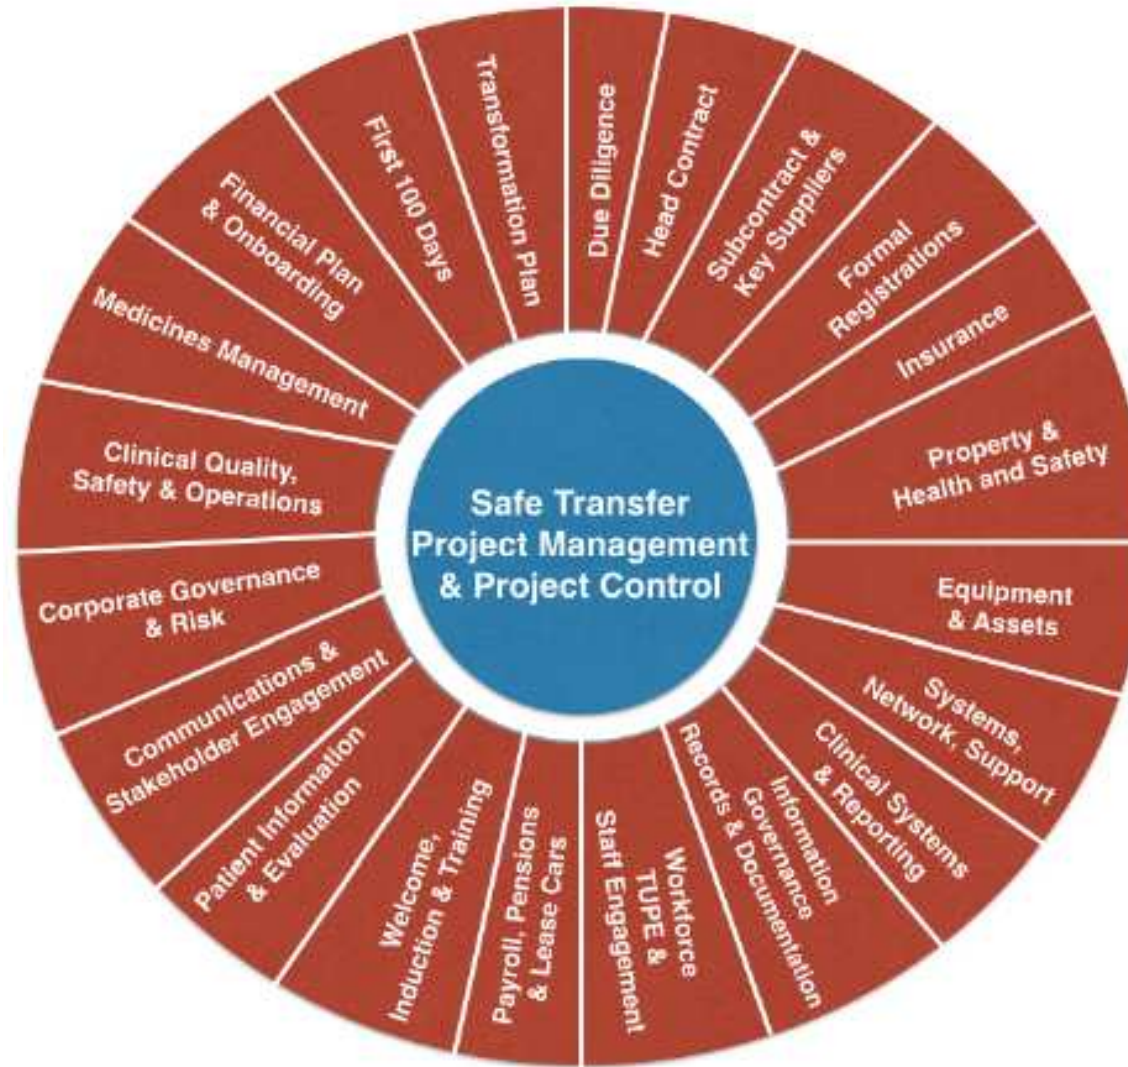 Due Diligence
Head Contract
Subcontract &
Key Suppliers
Formal
Registrations
Insurance
Property &
Health and Safety
Equipment
& Assets
Systems,
Network, Support
Clinical Systems
& Reporting
Information
Governance
Records & Documentation
Workforce
TUPE &
Staff Engagement
Payroll, Pensions
& Lease Cars
Welcome,
Induction & Training
Patient Information
& Evaluation
Communications &
Stakeholder Engagement
Corporate Governance
& Risk
Clinical Quality,
Safety & Operations
Medicines Management
Financial Plan
& Onboarding
First 100 Days
Transformation Plan
Safe Transfer
Project Management
& Project Control